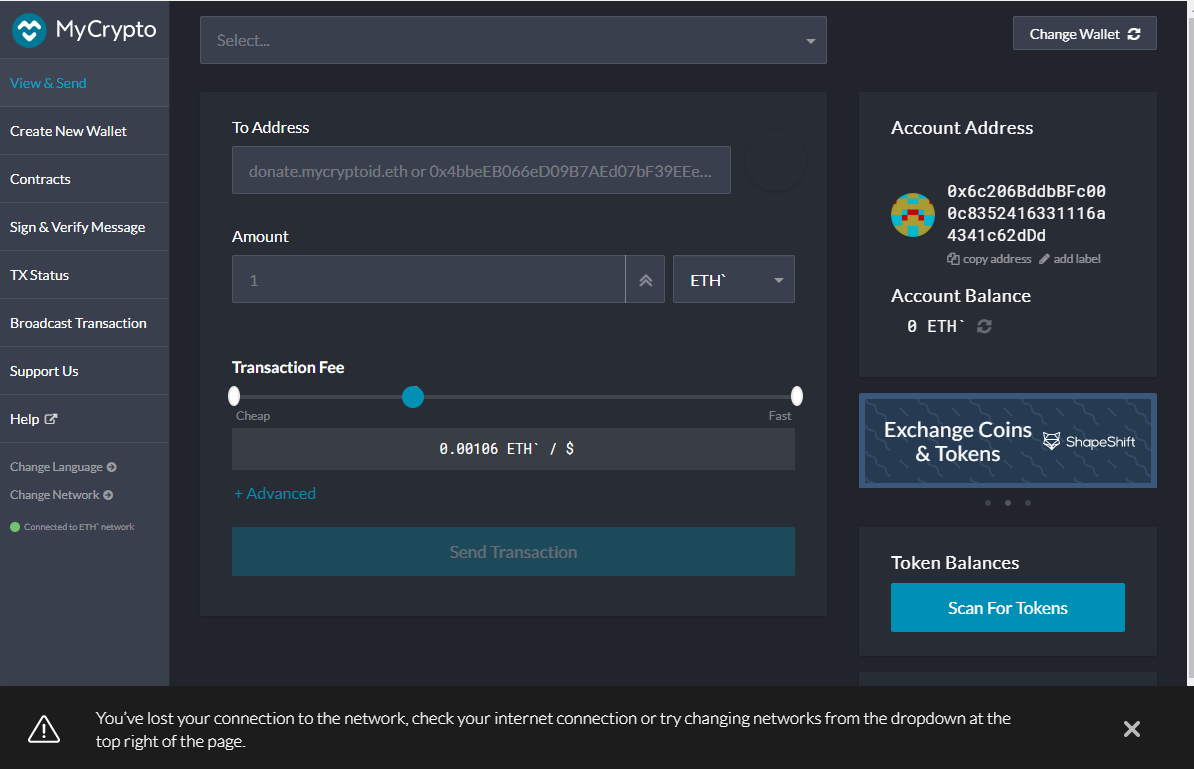 MyCrypto
View & Send
Create New Wallet
Contracts
Sign & Verify Message
TX Status
Broadcast Transaction
Support Us
Help
Change Language
Change Network
Connected to ETH` network
Select...
Change Wallet
To Address
donate.mycryptoid.eth or 0x4bbeEB066eD09B7AEd07bF39EEe...
Amount
1
ETH`
Transaction Fee
Cheap
Fast
0.00106 ETH` / $
+ Advanced
Send Transaction
Account Address
0x6c206BddbBFc00
0c8352416331116a
4341c62dDd
copy address
add label
Account Balance
0 ETH`
Exchange Coins
& Tokens
ShapeShift
Token Balances
Scan For Tokens
You've lost your connection to the network, check your internet connection or try changing networks from the dropdown at the
top right of the page.